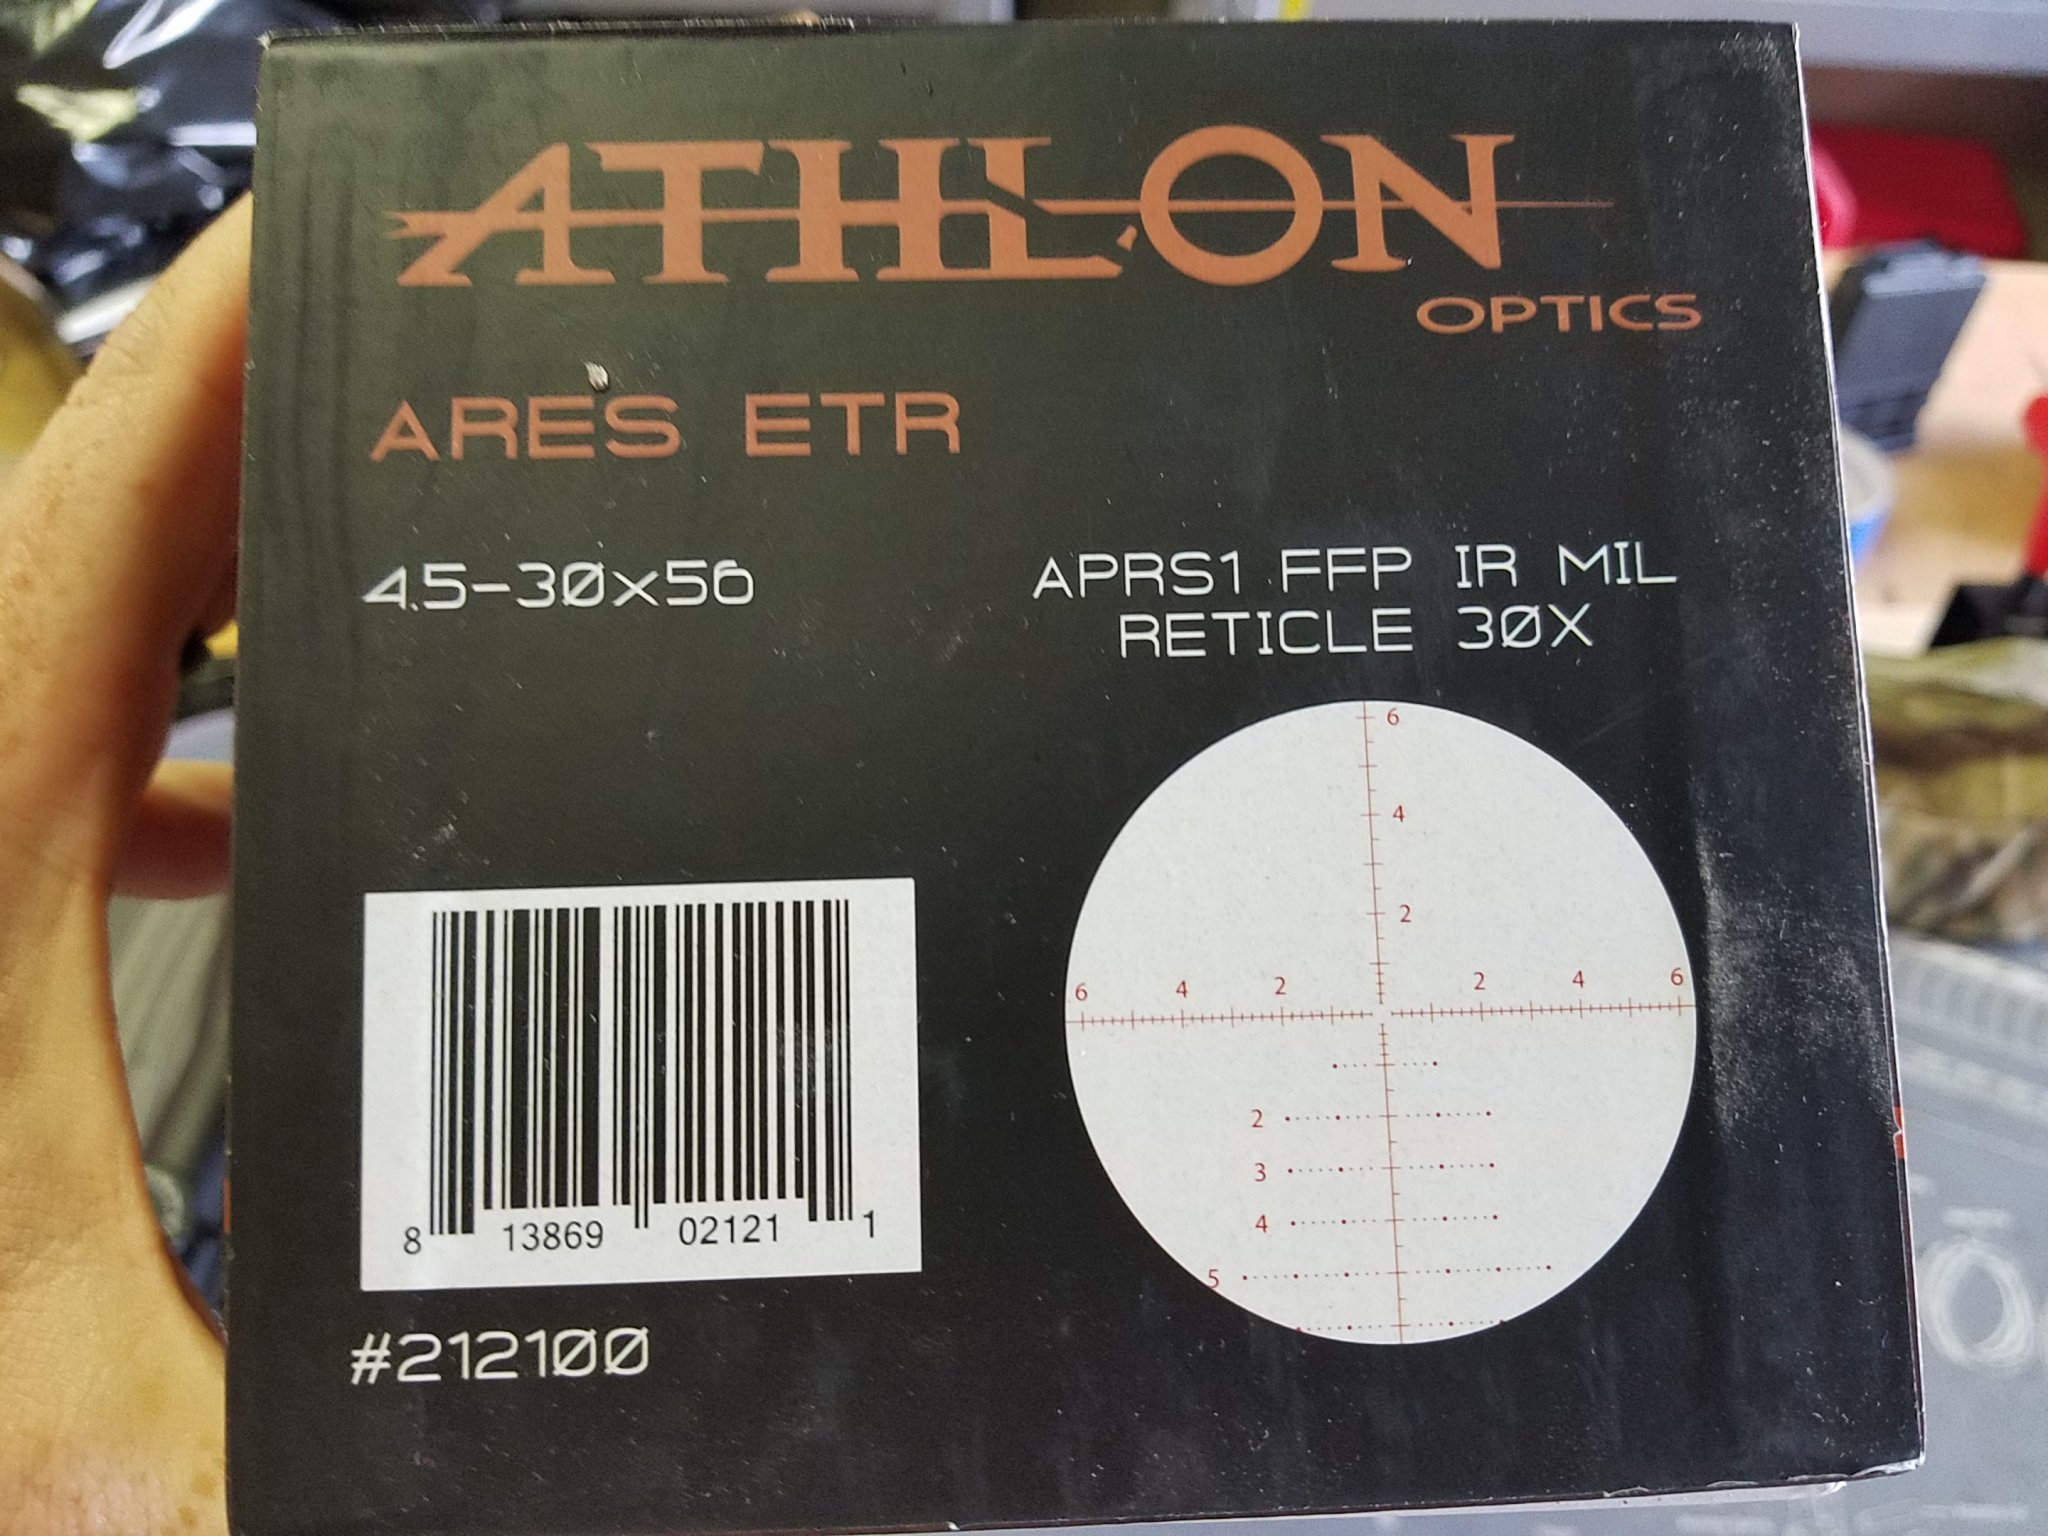 ATHLON
OPTICS
ARES ETR
4.5-30x56
APRS1 FFP IR MIL
RETICLE 30X
6
4
2
6 4 2 2 4 6
2
3
4
5
8 13869 02121 1
#212100